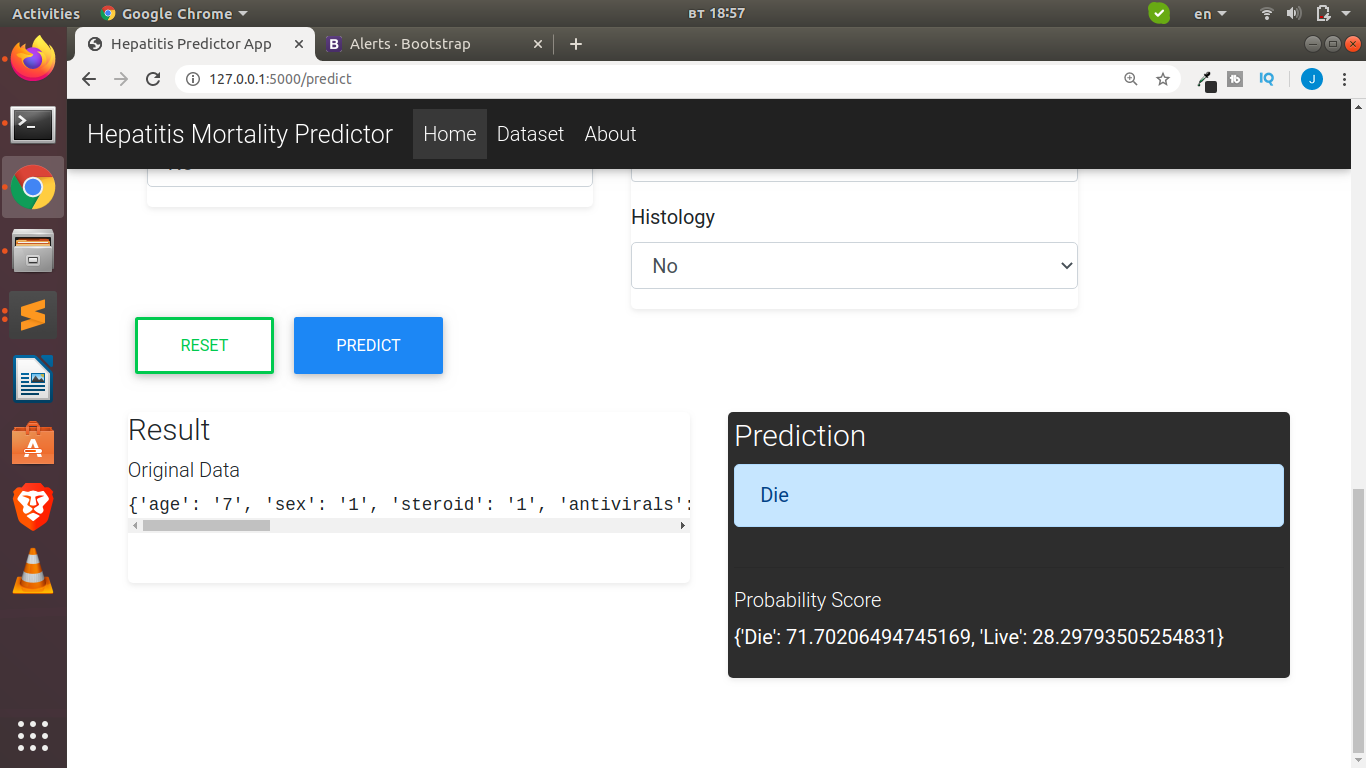 Activities Google Chrome вт 18:57 en
Hepatitis Predictor App B Alerts · Bootstrap
127.0.0.1:5000/predict IQ J
Hepatitis Mortality Predictor Home Dataset About
Histology
No
RESET PREDICT
Result
Original Data
{'age': '7', 'sex': '1', 'steroid': '1', 'antivirals':
Prediction
Die
Probability Score
{'Die': 71.70206494745169, 'Live': 28.29793505254831}